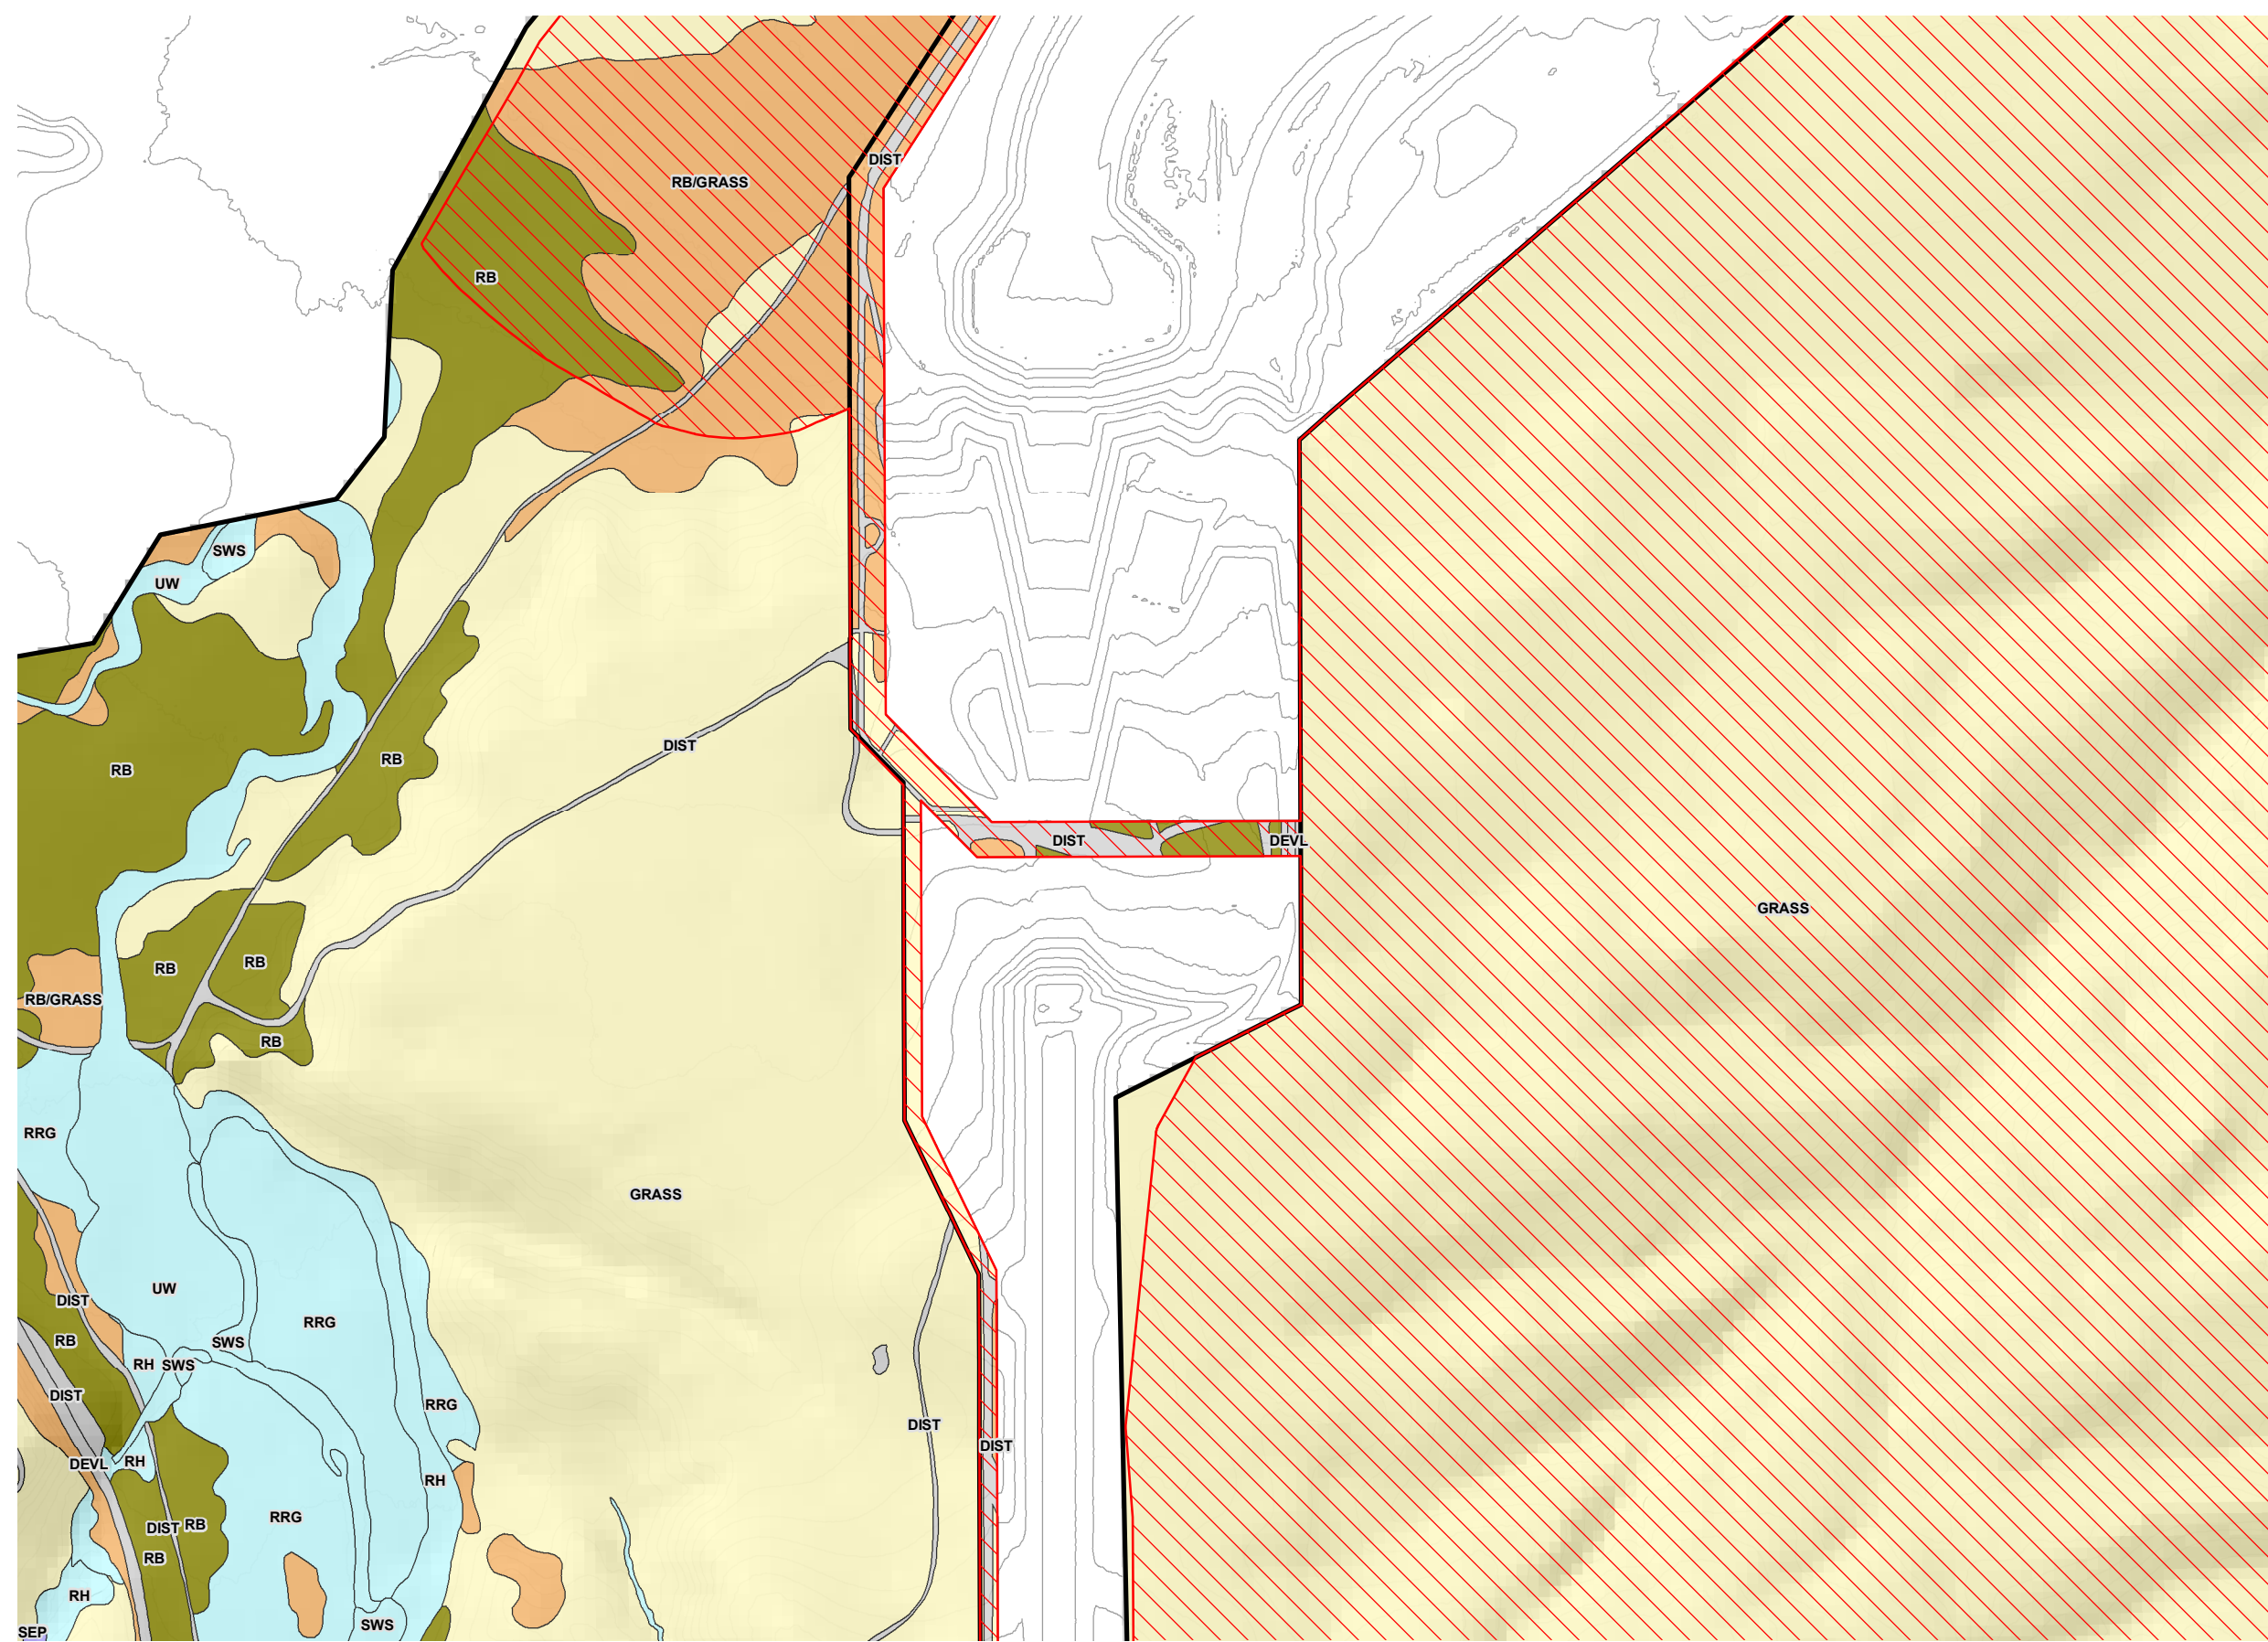 DIST
RB/GRASS
RB
SWS
UW
DIST
RB
RB
DIST
DEVL
GRASS
RB
RB
RB/GRASS
RB
RRG
GRASS
UW
DIST
RRG
RB
SWS
RH
SWS
DIST
RRG
DIST
DIST
DEVL
RH
RH
RRG
DIST
RB
RB
RH
SWS
SEP